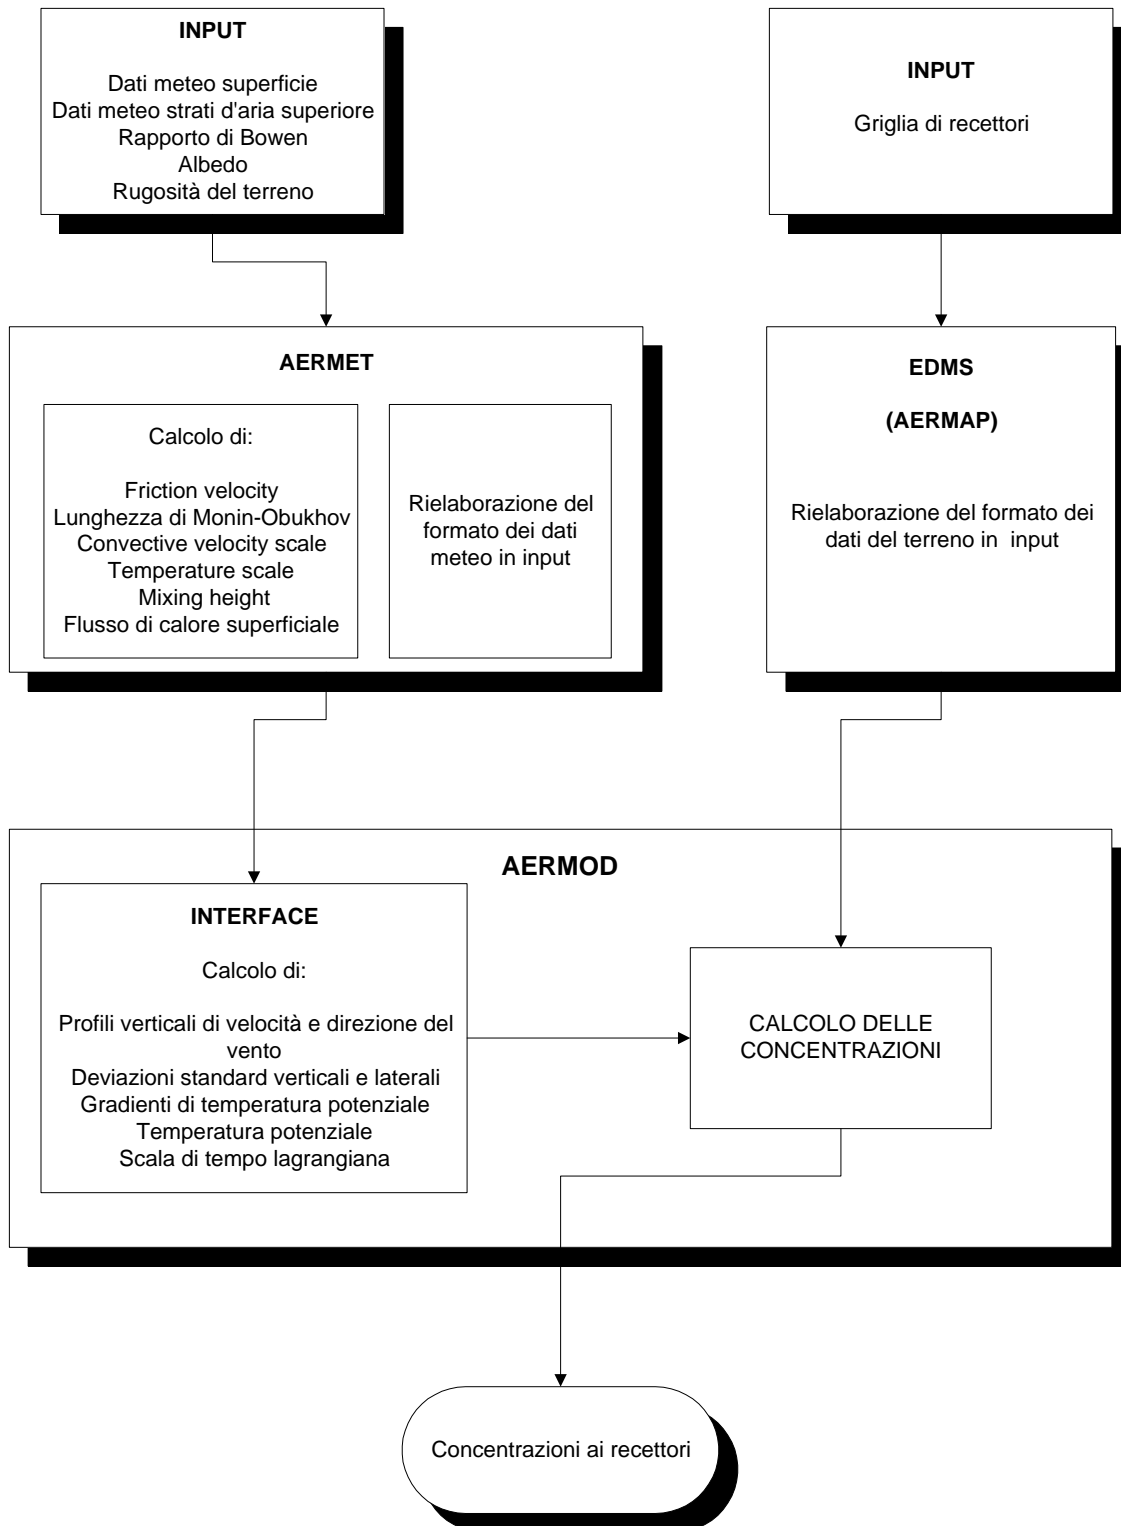 INPUT
Dati meteo superficie
Dati meteo strati d'aria superiore
Rapporto di Bowen
Albedo
Rugosità del terreno
INPUT
Griglia di recettori
AERMET
Calcolo di:
Friction velocity
Lunghezza di Monin-Obukhov
Convective velocity scale
Temperature scale
Mixing height
Flusso di calore superficiale
Rielaborazione del
formato dei dati
meteo in input
EDMS
(AERMAP)
Rielaborazione del formato dei
dati del terreno in input
AERMOD
INTERFACE
Calcolo di:
Profili verticali di velocità e direzione del
vento
Deviazioni standard verticali e laterali
Gradienti di temperatura potenziale
Temperatura potenziale
Scala di tempo lagrangiana
CALCOLO DELLE
CONCENTRAZIONI
Concentrazioni ai recettori